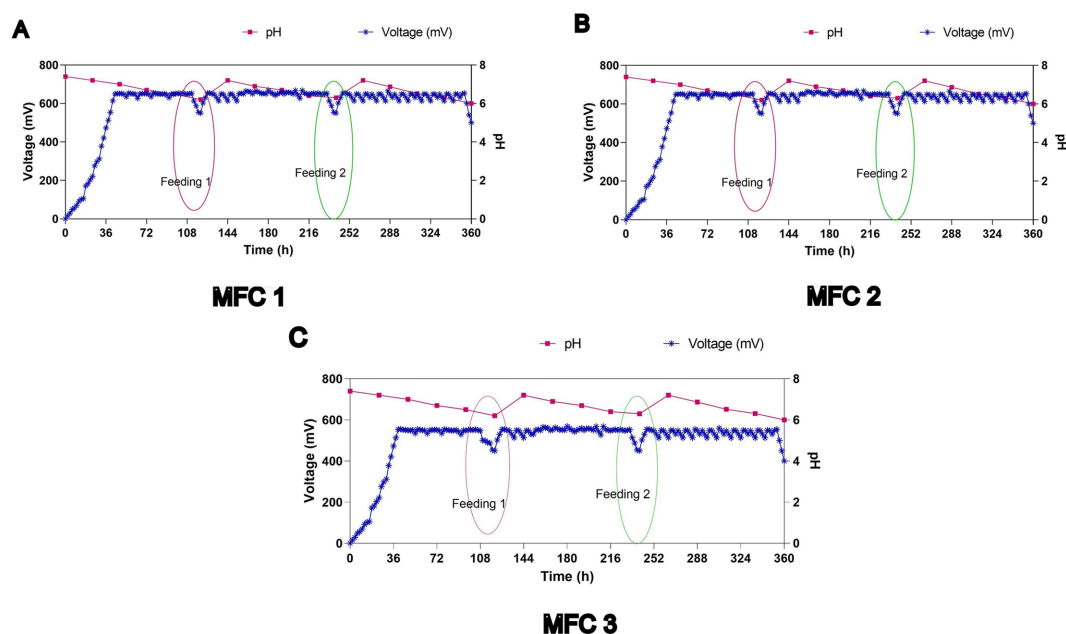 A
pH
Voltage (mV)
800
600
400
200
0
Voltage (mV)
8
6
4
2
0
pH
Feeding 1
Feeding 2
0 36 72 108 144 180 216 252 288 324 360
Time (h)
MFC 1
B
pH
Voltage (mV)
800
600
400
200
0
Voltage (mV)
8
6
4
2
0
pH
Feeding 1
Feeding 2
0 36 72 108 144 180 216 252 288 324 360
Time (h)
MFC 2
C
pH
Voltage (mV)
800
600
400
200
0
Voltage (mV)
8
6
4
2
0
pH
Feeding 1
Feeding 2
0 36 72 108 144 180 216 252 288 324 360
Time (h)
MFC 3